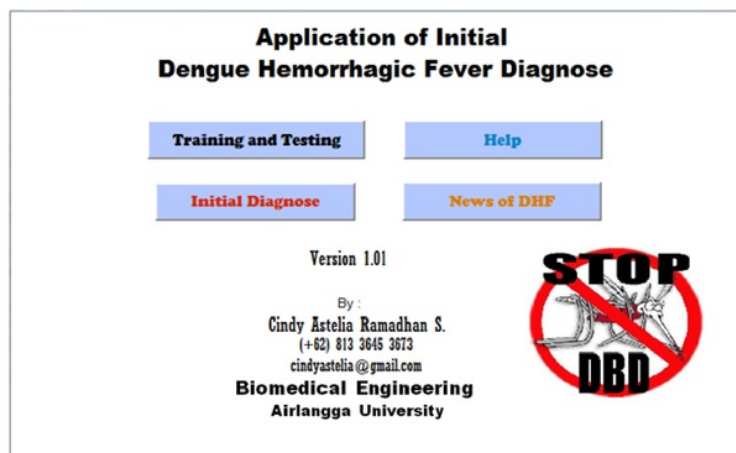 Application of Initial
Dengue Hemorrhagic Fever Diagnose
Training and Testing
Help
Initial Diagnose
News of DHF
Version 1.01
By :
Cindy Astelia Ramadhan S.
(+62) 813 3645 3673
cindyastelia@gmail.com
Biomedical Engineering
Airlangga University
STOP
DBD